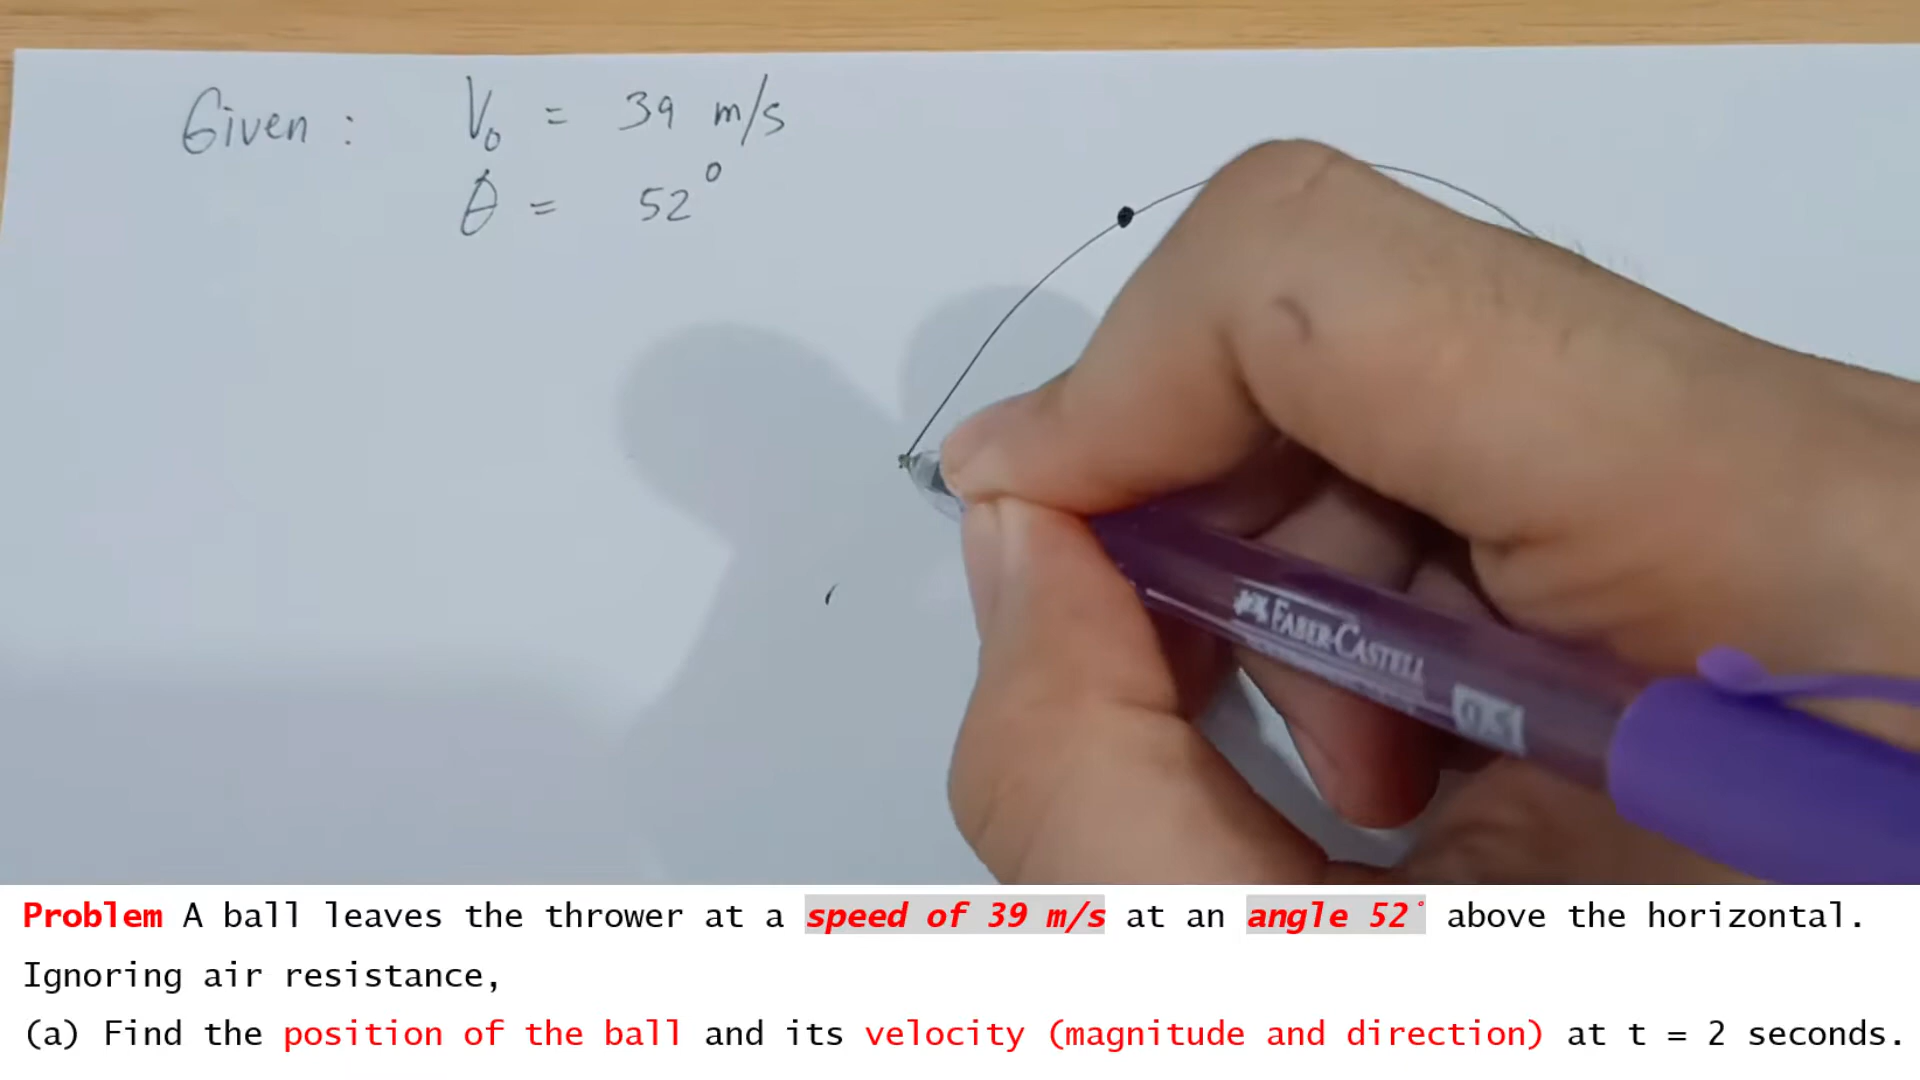 Given : V₀ = 39 m/s
θ = 52°
FABER-CASTELL
0.5
Problem A ball leaves the thrower at a speed of 39 m/s at an angle 52° above the horizontal.
Ignoring air resistance,
(a) Find the position of the ball and its velocity (magnitude and direction) at t = 2 seconds.